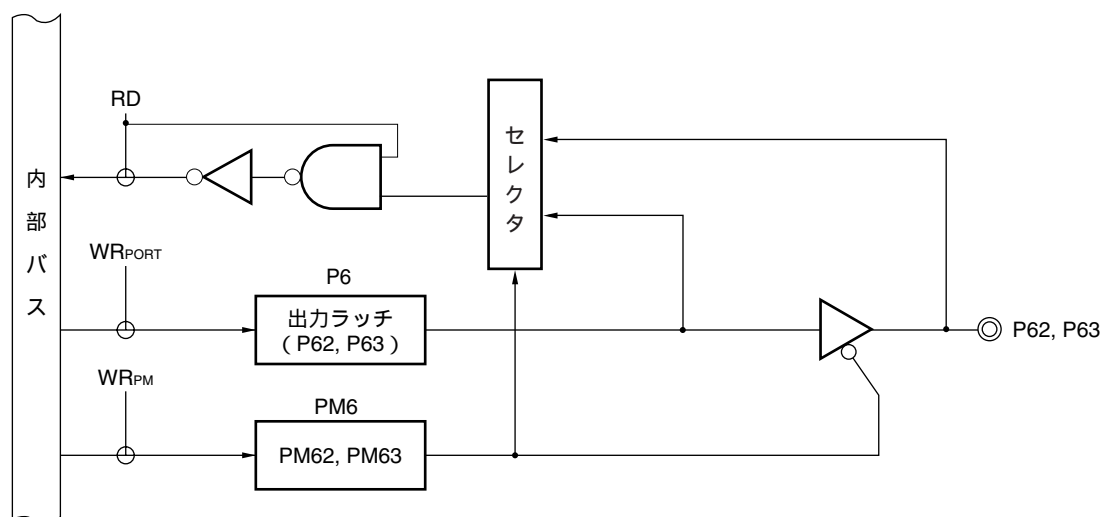 RD
セレクタ
内部バス
WRPORT
P6
出力ラッチ
( P62, P63 )
P62, P63
WRPM
PM6
PM62, PM63